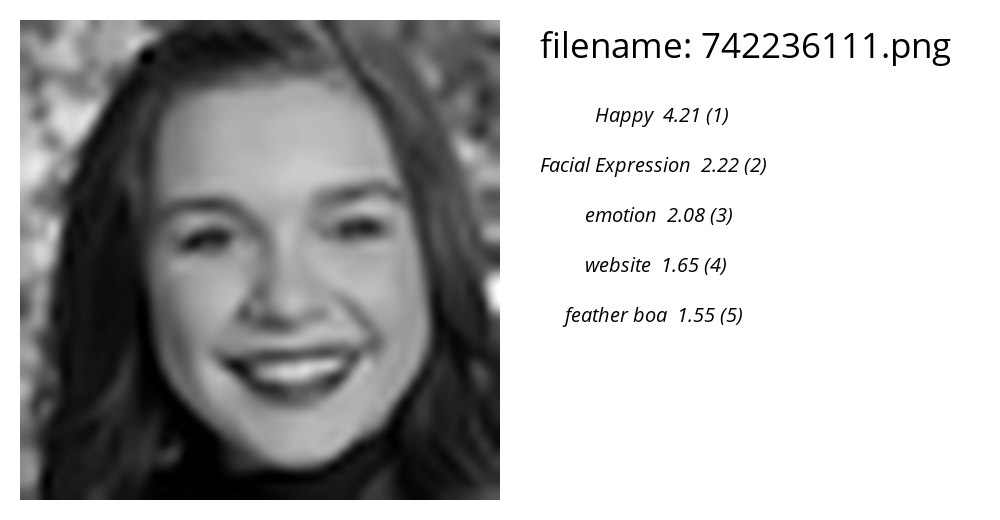 filename: 742236111.png
Happy 4.21 (1)
Facial Expression 2.22 (2)
emotion 2.08 (3)
website 1.65 (4)
feather boa 1.55 (5)